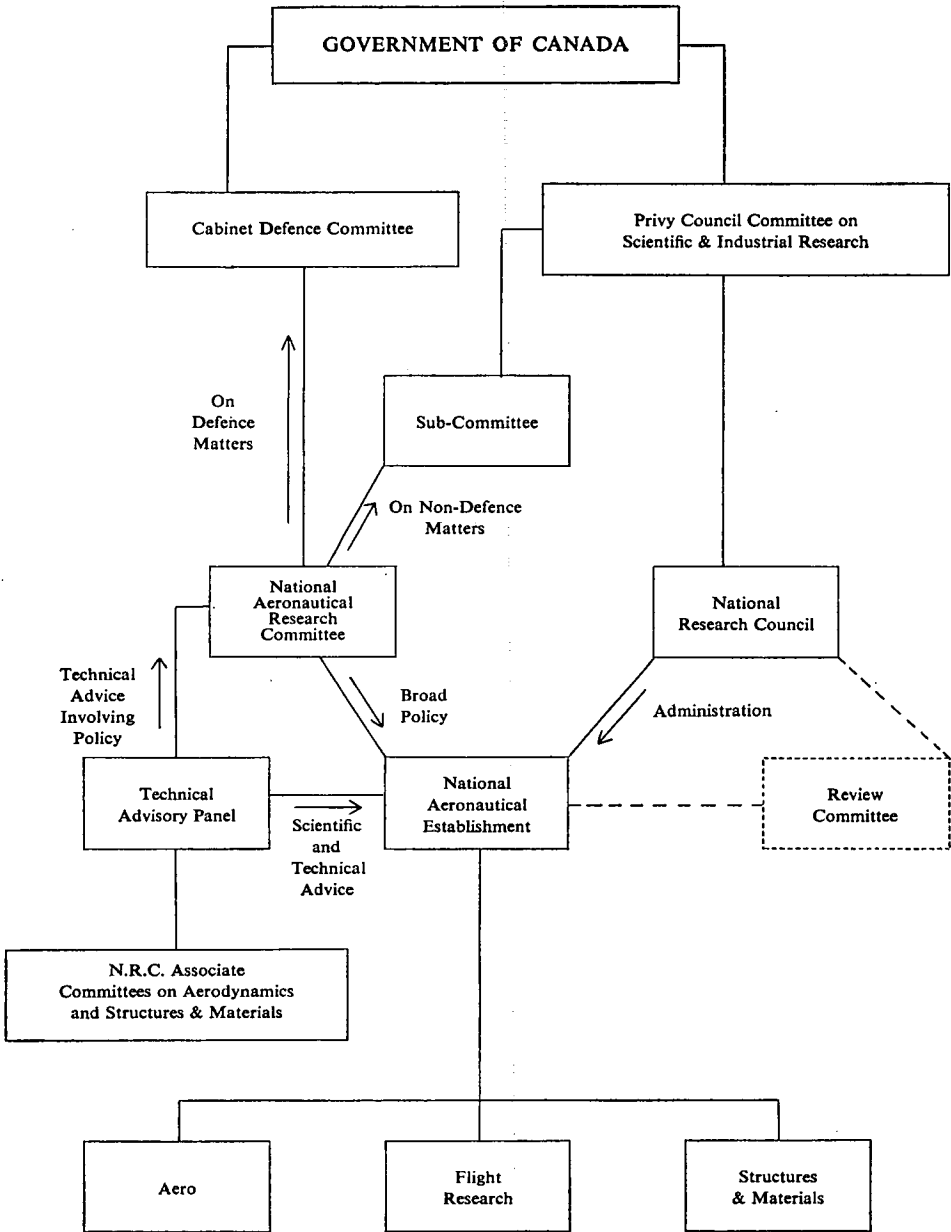 GOVERNMENT OF CANADA
Cabinet Defence Committee
Privy Council Committee on
Scientific & Industrial Research
On
Defence
Matters
Sub-Committee
On Non-Defence
Matters
National
Aeronautical
Research
Committee
National
Research Council
Technical
Advice
Involving
Policy
Broad
Policy
Administration
Technical
Advisory Panel
Scientific
and
Technical
Advice
National
Aeronautical
Establishment
Review
Committee
N.R.C. Associate
Committees on Aerodynamics
and Structures & Materials
Aero
Flight
Research
Structures
& Materials